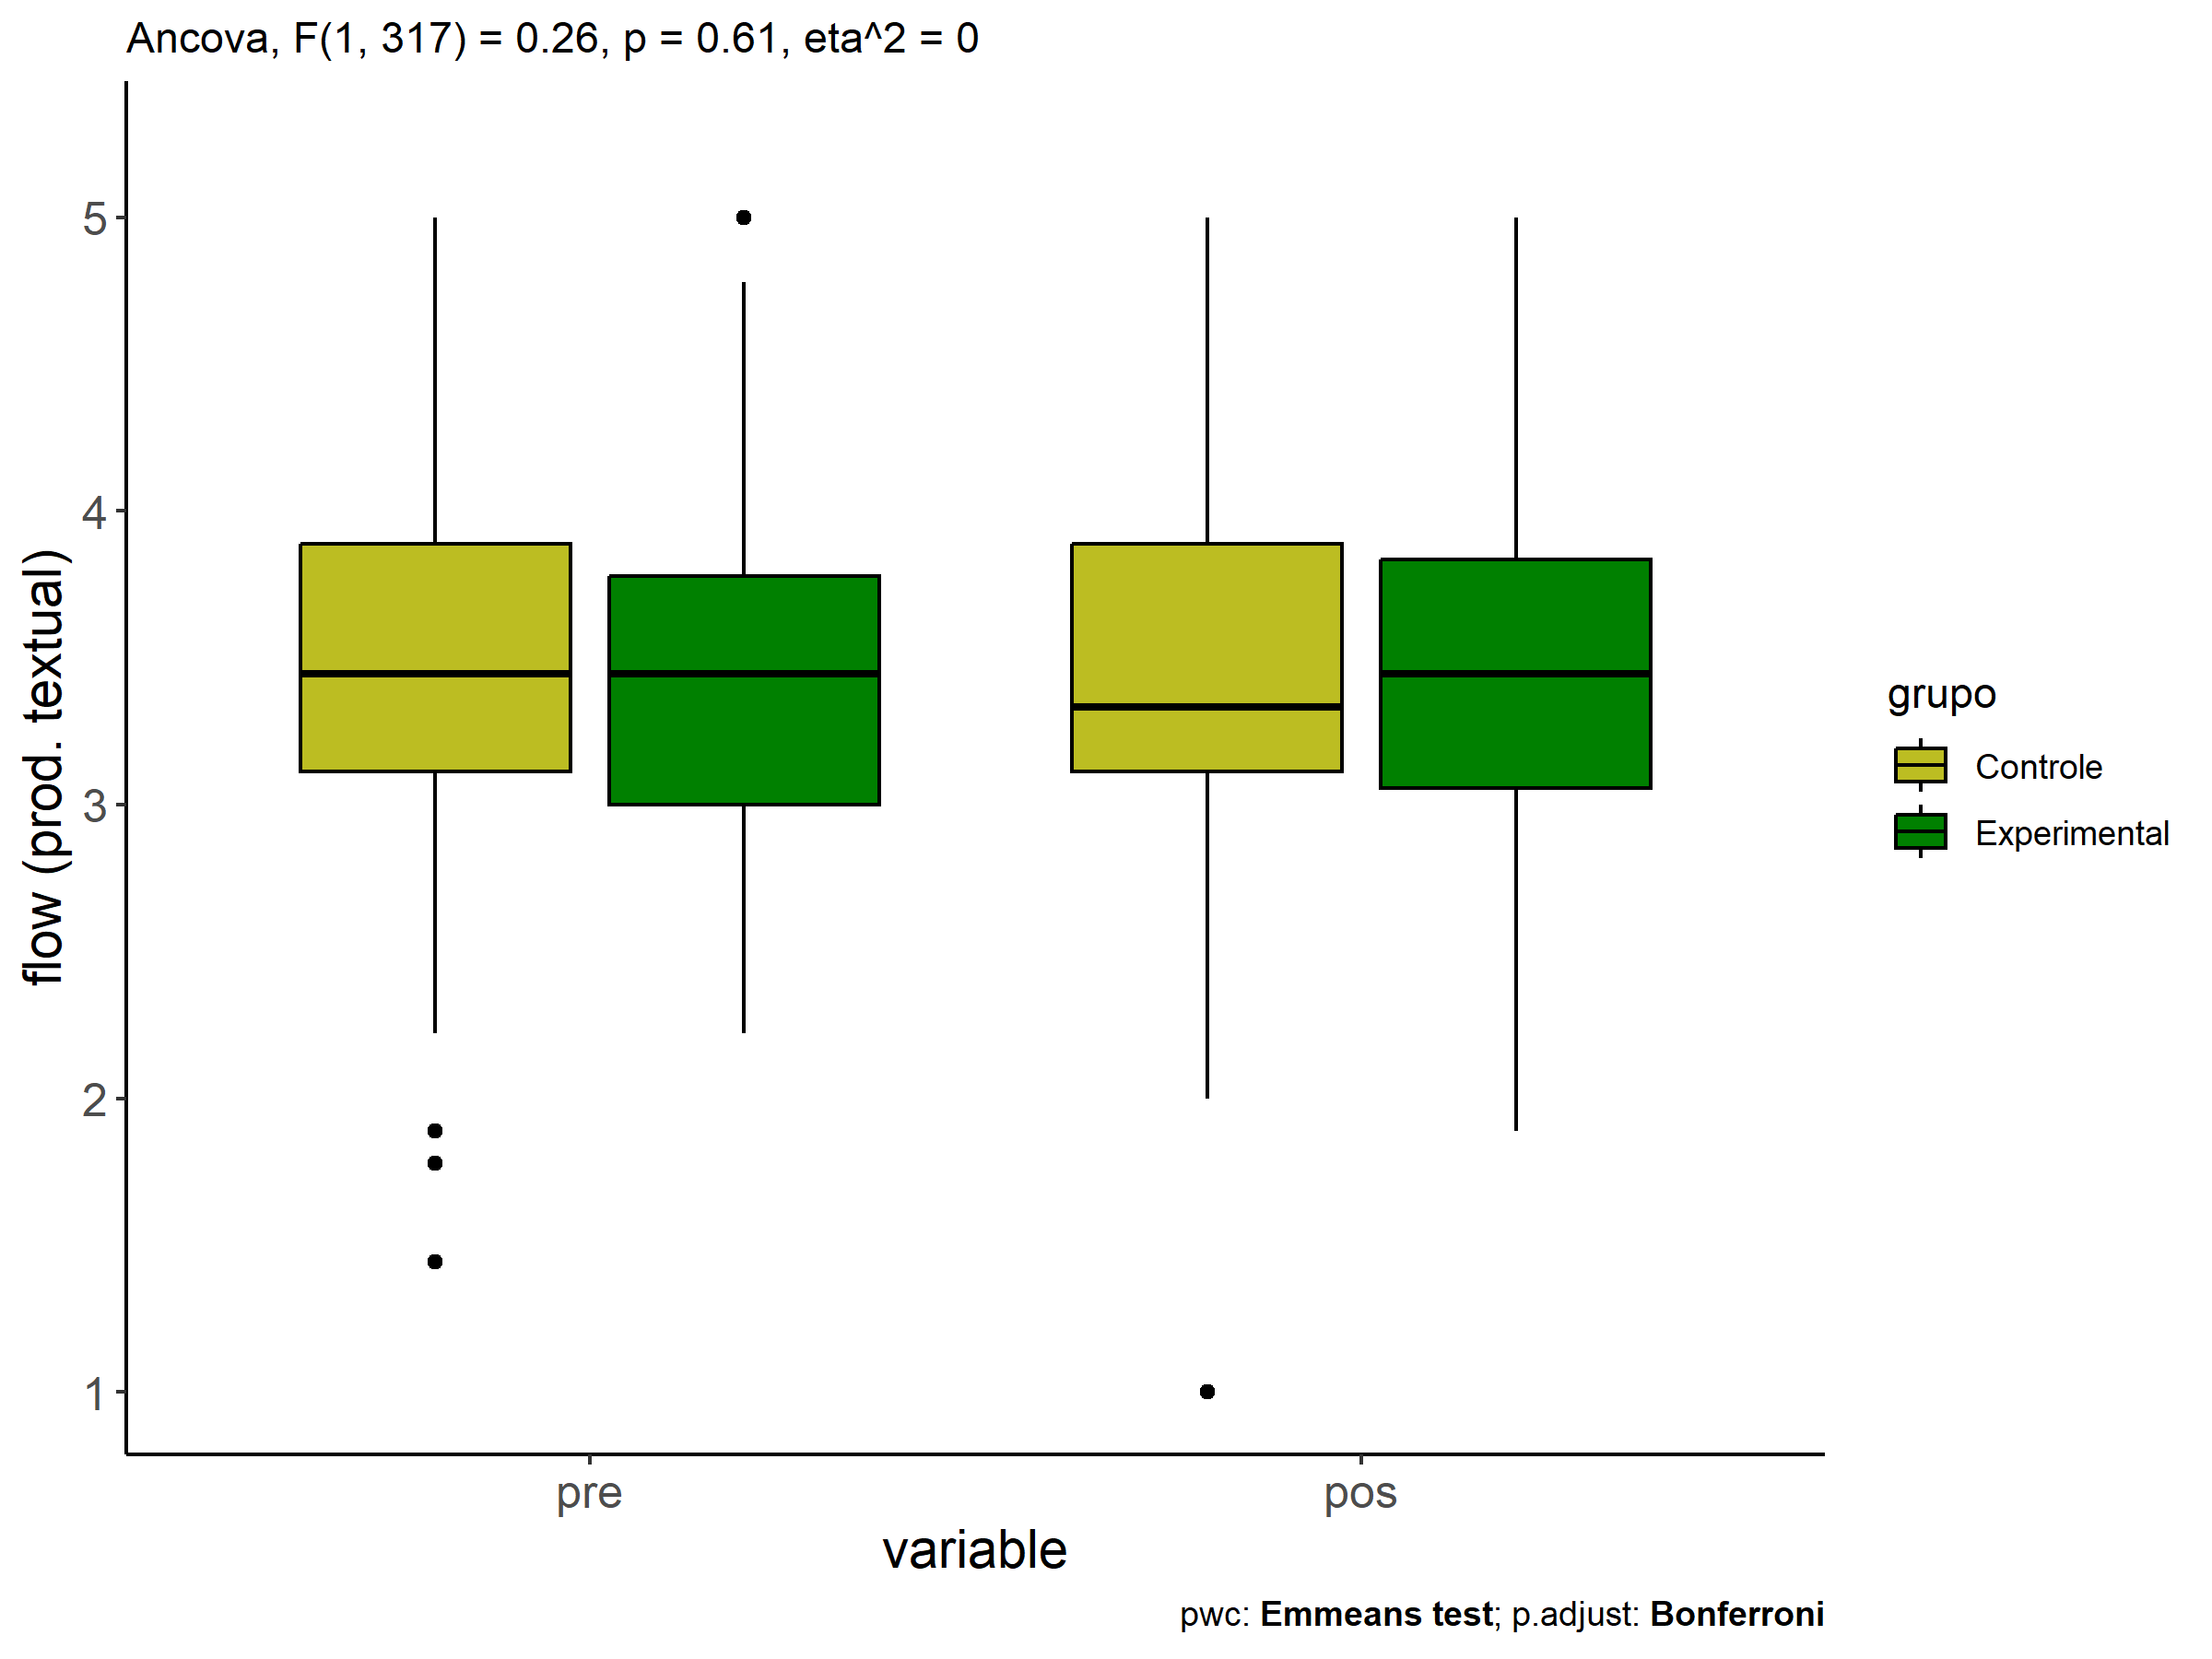 Ancova, F(1, 317) = 0.26, p = 0.61, eta^2 = 0
flow (prod. textual)
5
4
3
2
1
pre
pos
variable
grupo
Controle
Experimental
pwc: Emmeans test; p.adjust: Bonferroni